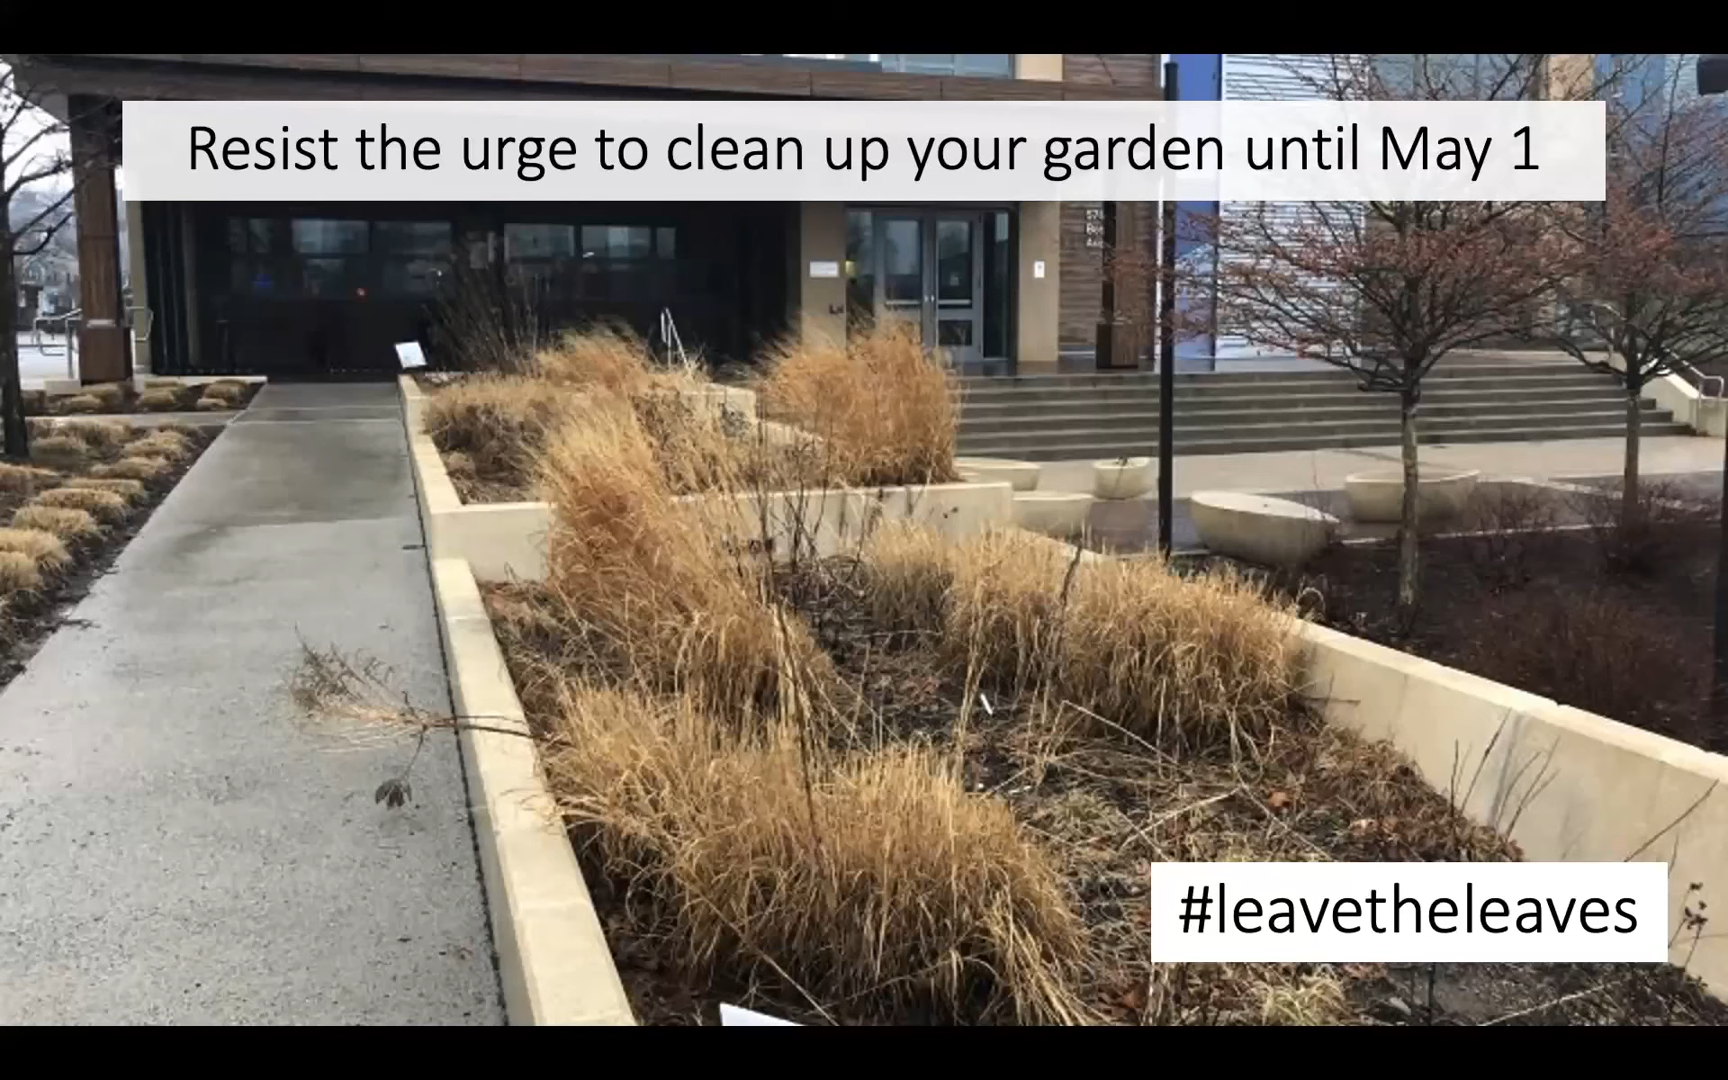 Resist the urge to clean up your garden until May 1
#leavetheleaves